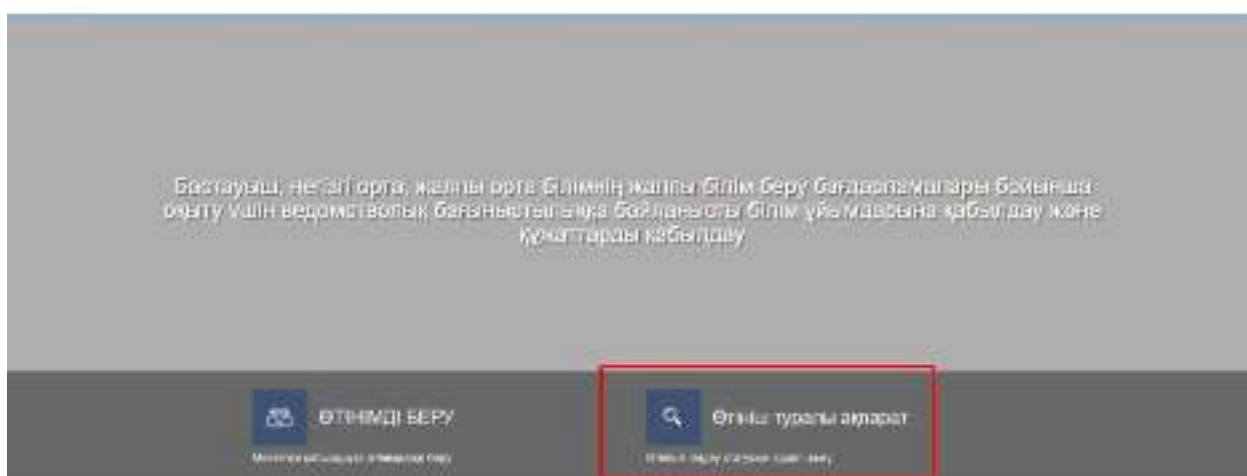 Бастауыш, негізгі орта, жалпы орта білімнің жалпы білім беру бағдарламалары бойынша
оқыту үшін ведомстволық бағыныстылыққа байланысты білім ұйымдарына қабылдау және
құжаттарды қабылдау
ӨТІНІМДІ БЕРУ
Өтініш туралы ақпарат